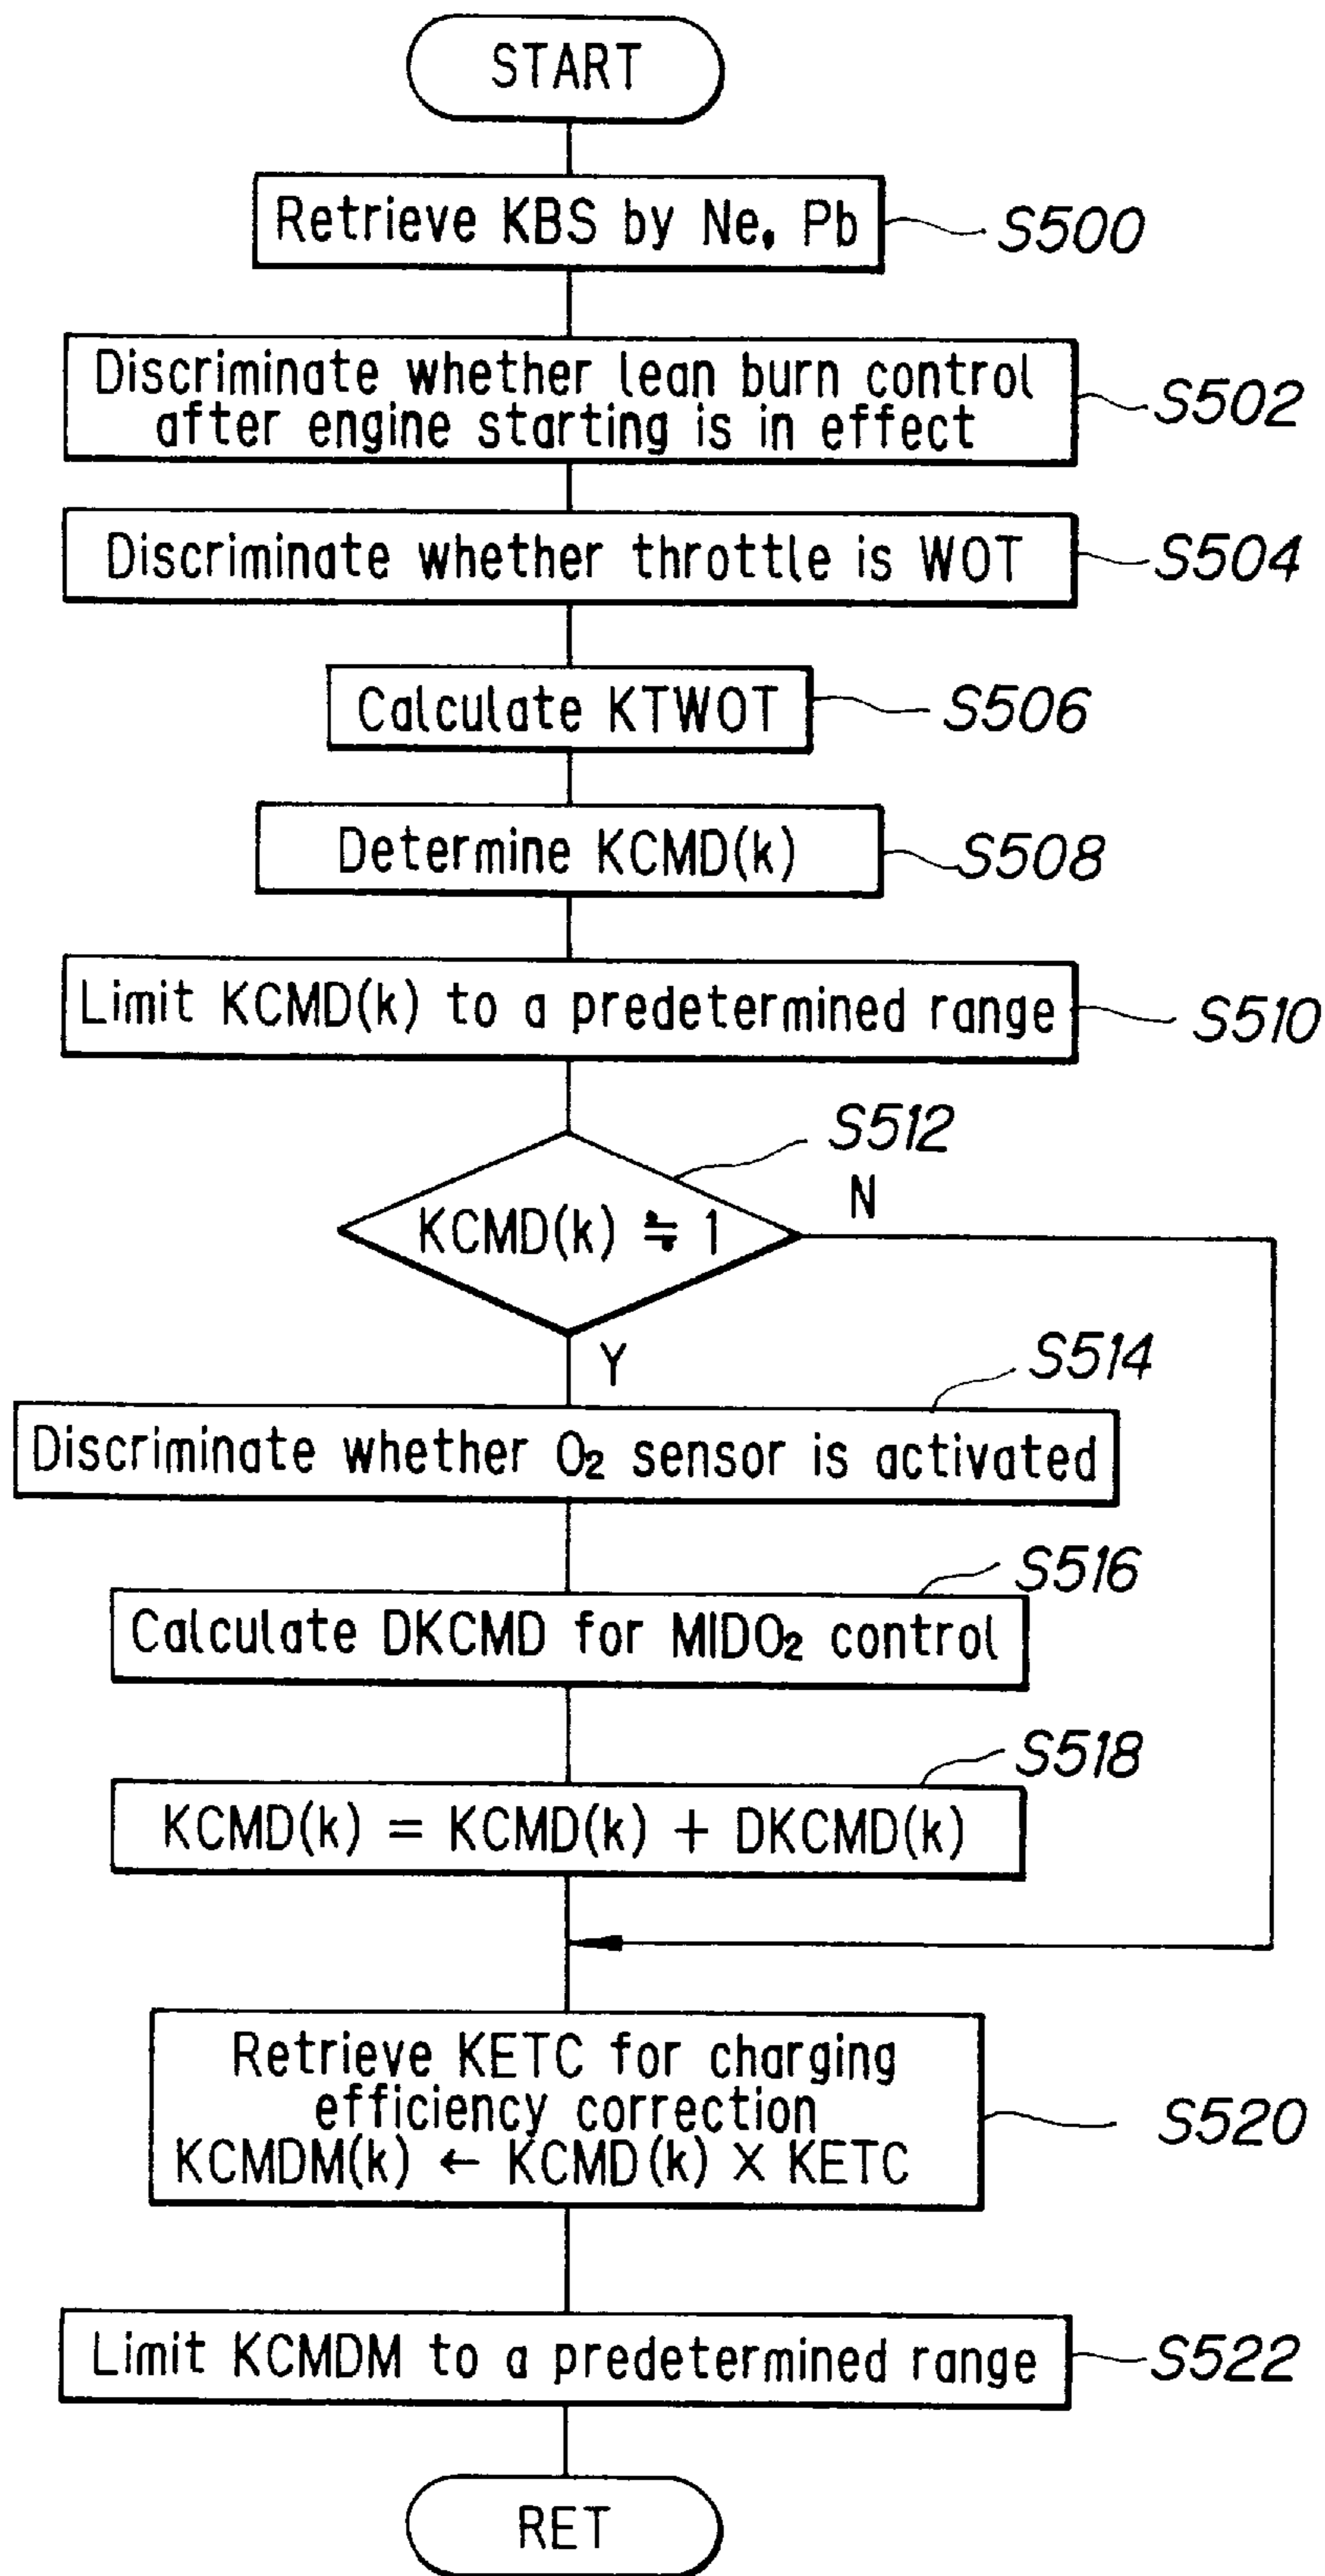 START
Retrieve KBS by Ne, Pb
S500
Discriminate whether lean burn control
after engine starting is in effect
S502
Discriminate whether throttle is WOT
S504
Calculate KTWOT
S506
Determine KCMD(k)
S508
Limit KCMD(k) to a predetermined range
S510
S512
KCMD(k) ≒ 1
N
Y
S514
Discriminate whether O₂ sensor is activated
S516
Calculate DKCMD for MIDO₂ control
S518
KCMD(k) = KCMD(k) + DKCMD(k)
Retrieve KETC for charging
efficiency correction
KCMDM(k) ← KCMD(k) × KETC
S520
Limit KCMDM to a predetermined range
S522
RET